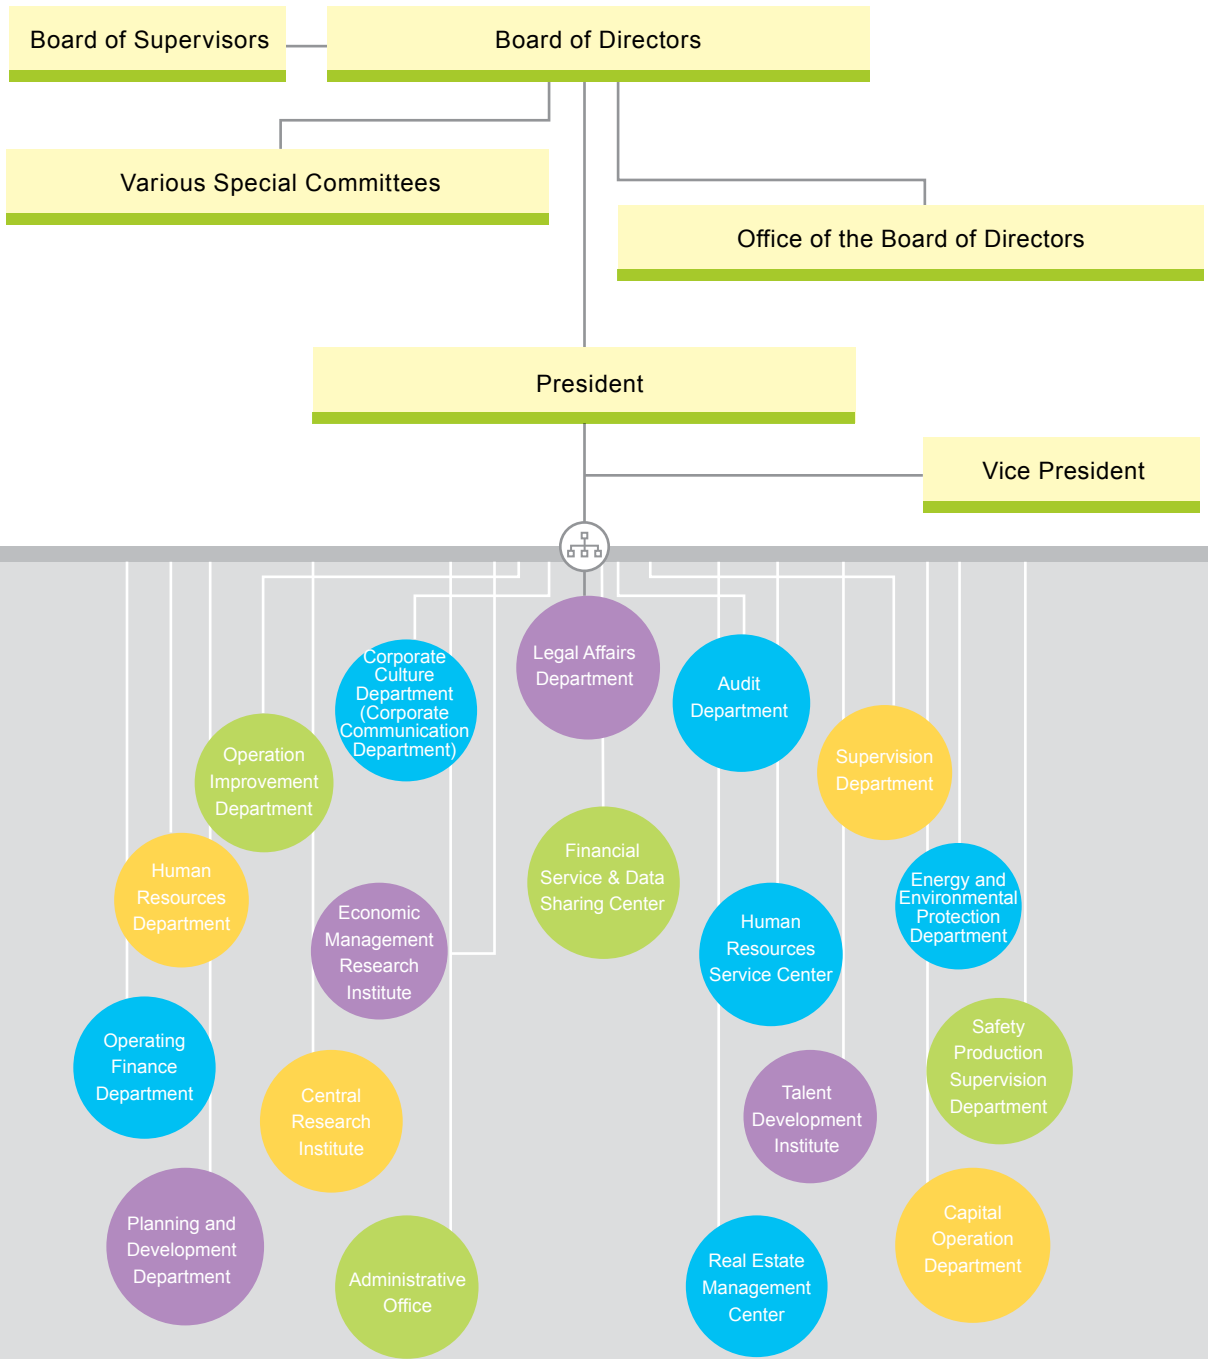 Board of Supervisors
Board of Directors
Various Special Committees
Office of the Board of Directors
President
Vice President
Corporate
Culture
Department
(Corporate
Communication
Department)
Legal Affairs
Department
Audit
Department
Operation
Improvement
Department
Supervision
Department
Human
Resources
Department
Financial
Service & Data
Sharing Center
Economic
Management
Research
Institute
Human
Resources
Service Center
Energy and
Environmental
Protection
Department
Operating
Finance
Department
Central
Research
Institute
Talent
Development
Institute
Safety
Production
Supervision
Department
Planning and
Development
Department
Administrative
Office
Real Estate
Management
Center
Capital
Operation
Department